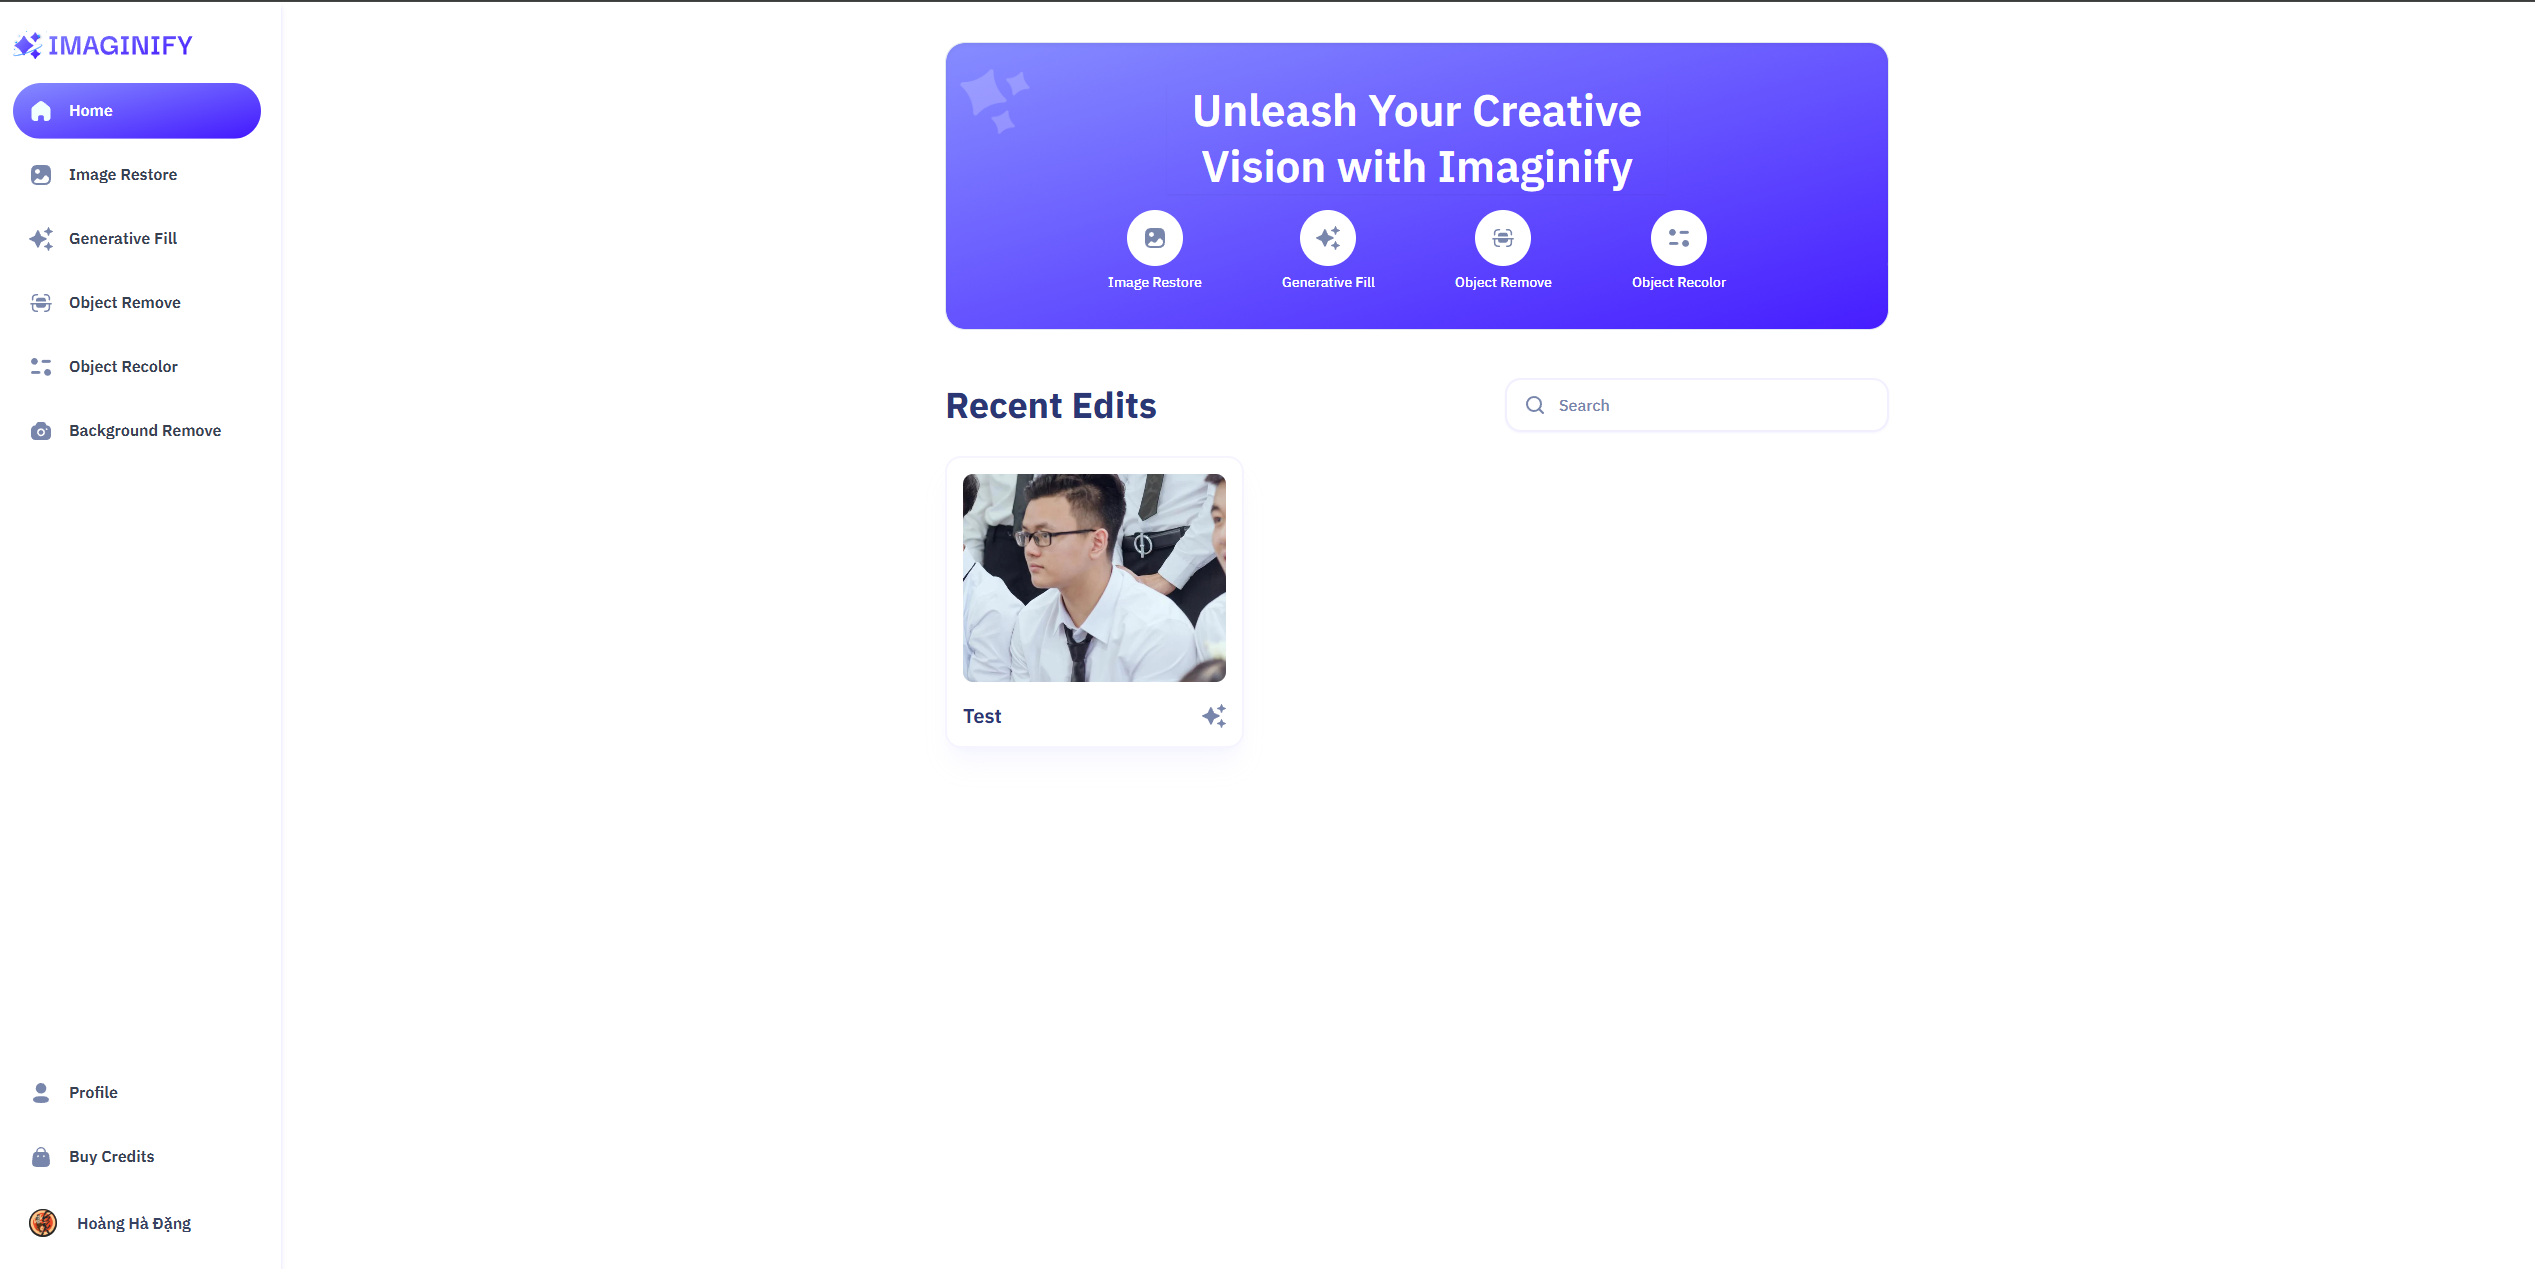 IMAGINIFY
Home
Image Restore
Generative Fill
Object Remove
Object Recolor
Background Remove
Profile
Buy Credits
Hoàng Hà Đặng
Unleash Your Creative
Vision with Imaginify
Image Restore
Generative Fill
Object Remove
Object Recolor
Recent Edits
Search
Test